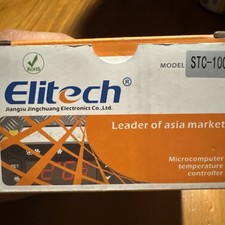 RoHS
MODEL STC-100
Elitech®
Jiangsu Jingchuang Electronics Co.,Ltd.
Leader of asia market
Microcomputer
temperature
controller